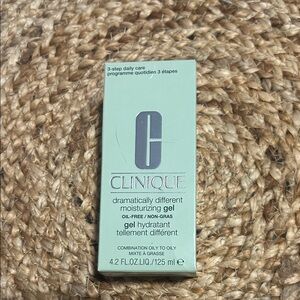 3-step daily care
programme quotidien 3 étapes
C
CLINIQUE
dramatically different
moisturizing gel
OIL-FREE / NON-GRAS
gel hydratant
tellement différent
COMBINATION OILY TO OILY
MIXTE À GRASSE
4.2 FL.OZ.LIQ./125 ml ℮